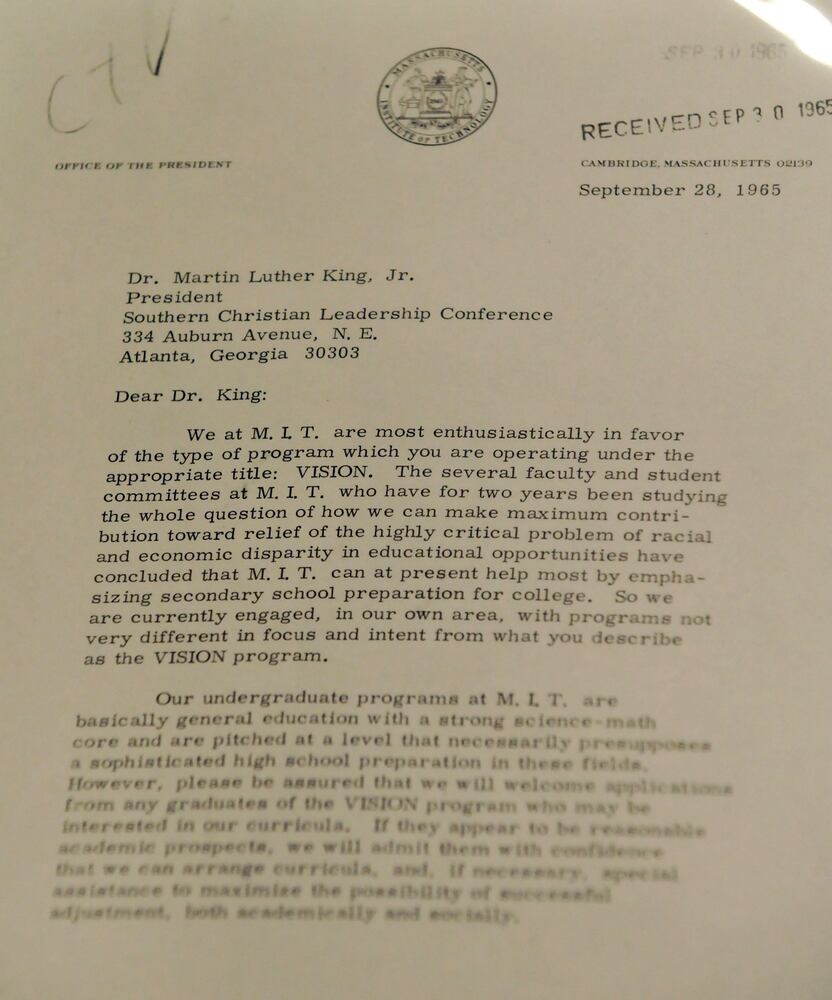 SEP 30 1965
MASSACHUSETTS
INSTITUTE OF TECHNOLOGY
RECEIVED SEP 30 1965
OFFICE OF THE PRESIDENT
CAMBRIDGE, MASSACHUSETTS 02139
September 28, 1965
Dr. Martin Luther King, Jr.
President
Southern Christian Leadership Conference
334 Auburn Avenue, N. E.
Atlanta, Georgia 30303
Dear Dr. King:
We at M. I. T. are most enthusiastically in favor
of the type of program which you are operating under the
appropriate title: VISION. The several faculty and student
committees at M. I. T. who have for two years been studying
the whole question of how we can make maximum contri-
bution toward relief of the highly critical problem of racial
and economic disparity in educational opportunities have
concluded that M. I. T. can at present help most by empha-
sizing secondary school preparation for college. So we
are currently engaged, in our own area, with programs not
very different in focus and intent from what you describe
as the VISION program.
Our undergraduate programs at M. I. T. are
basically general education with a strong science-math
core and are pitched at a level that necessarily presupposes
a sophisticated high school preparation in these fields.
However, please be assured that we will welcome applications
from any graduates of the VISION program who may be
interested in our curricula. If they appear to be reasonable
academic prospects, we will admit them with confidence
that we can arrange curricula, and, if necessary, special
assistance to maximize the possibility of successful
adjustment, both academically and socially.